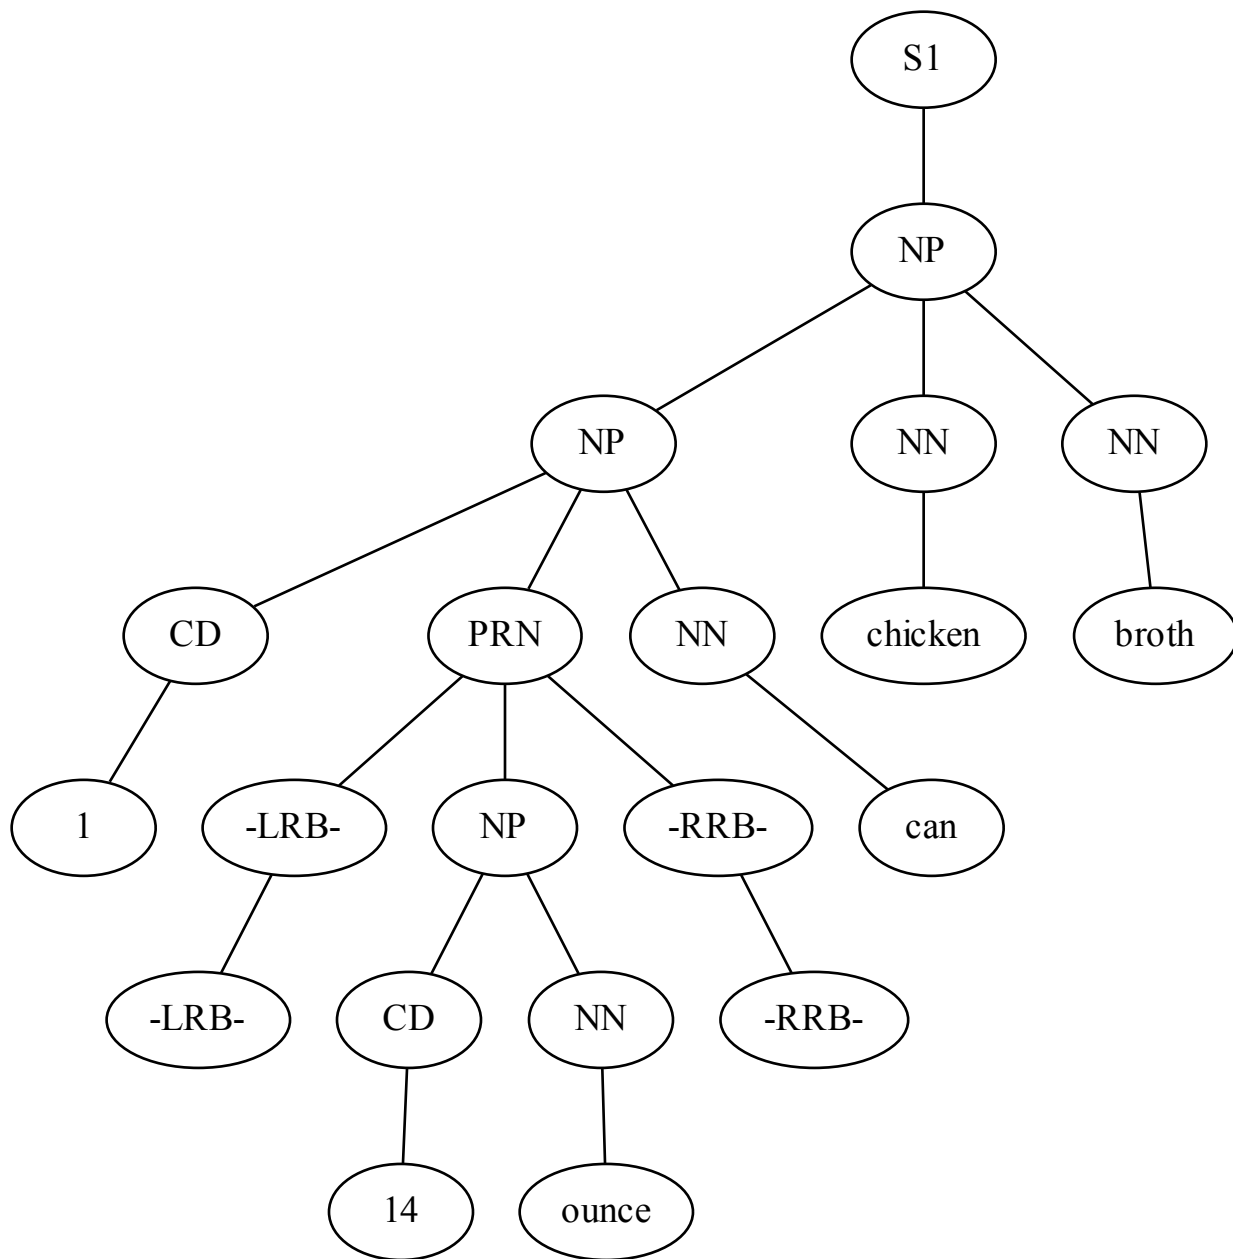 S1
NP
NP NN NN
CD PRN NN chicken broth
1 -LRB- NP -RRB- can
-LRB- CD NN -RRB-
14 ounce